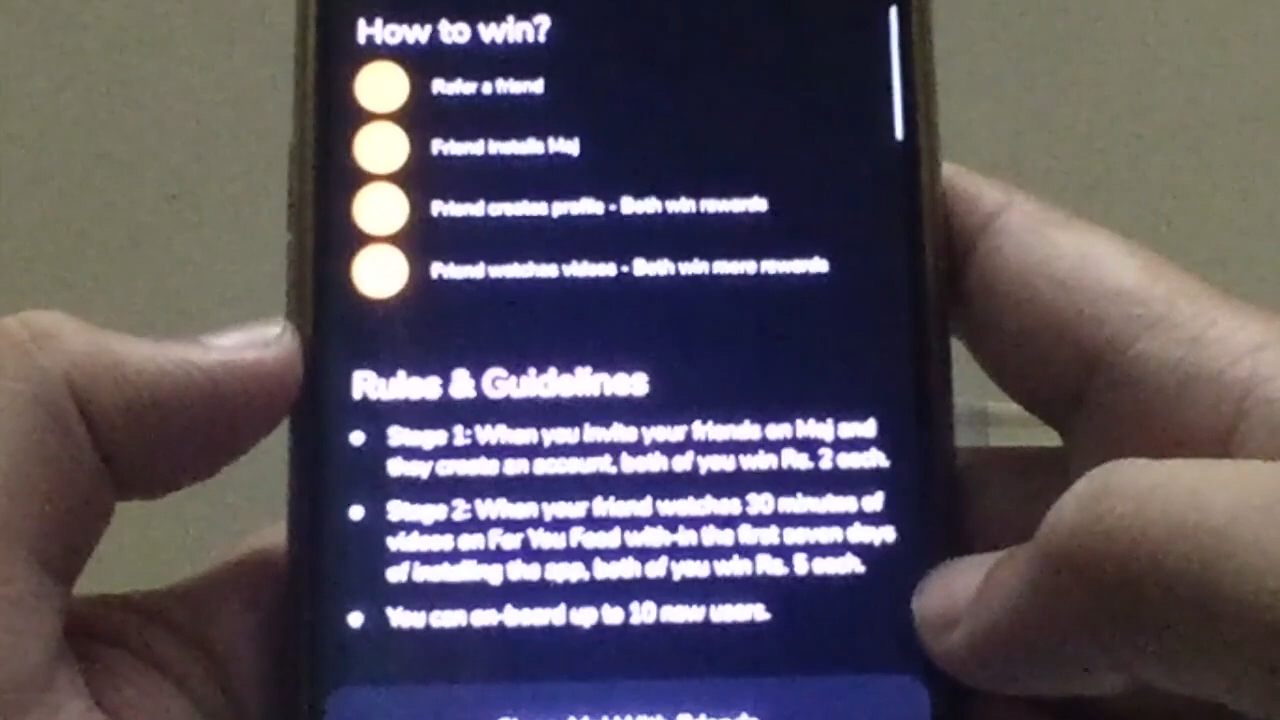 How to win?
Refer a friend
Friend installs Moj
Friend creates profile - Both win rewards
Friend watches videos - Both win more rewards
Rules & Guidelines
Stage 1: When you invite your friends on Moj and
they create an account, both of you win Rs. 2 each.
Stage 2: When your friend watches 30 minutes of
videos on For You Feed with-in the first seven days
of installing the app, both of you win Rs. 5 each.
You can on-board up to 10 new users.
With Friends